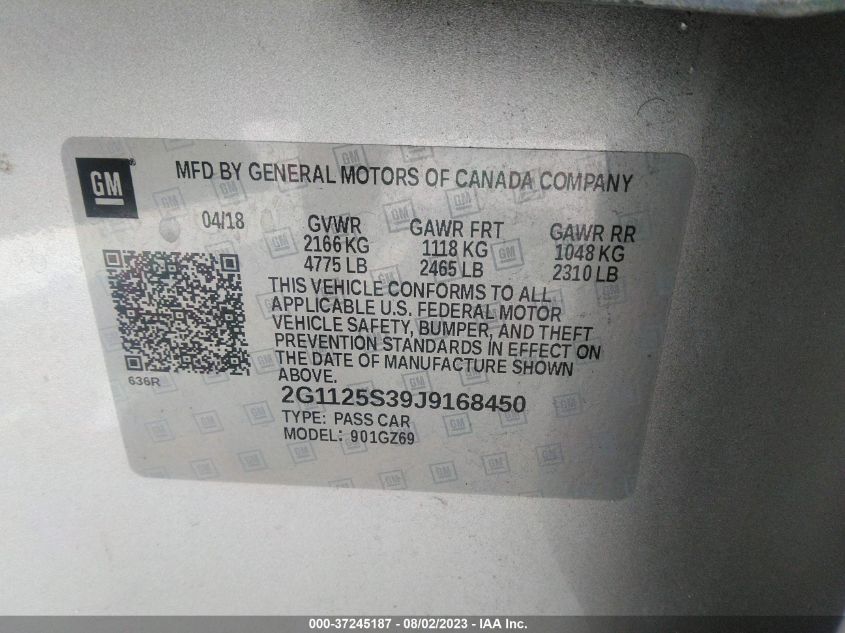 GM
MFD BY GENERAL MOTORS OF CANADA COMPANY
04/18 GVWR GAWR FRT GAWR RR
2166 KG 1118 KG 1048 KG
4775 LB 2465 LB 2310 LB
THIS VEHICLE CONFORMS TO ALL
APPLICABLE U.S. FEDERAL MOTOR
VEHICLE SAFETY, BUMPER, AND THEFT
PREVENTION STANDARDS IN EFFECT ON
THE DATE OF MANUFACTURE SHOWN
ABOVE.
636R
2G1125S39J9168450
TYPE: PASS CAR
MODEL: 901GZ69
000-37245187 - 08/02/2023 - IAA Inc.